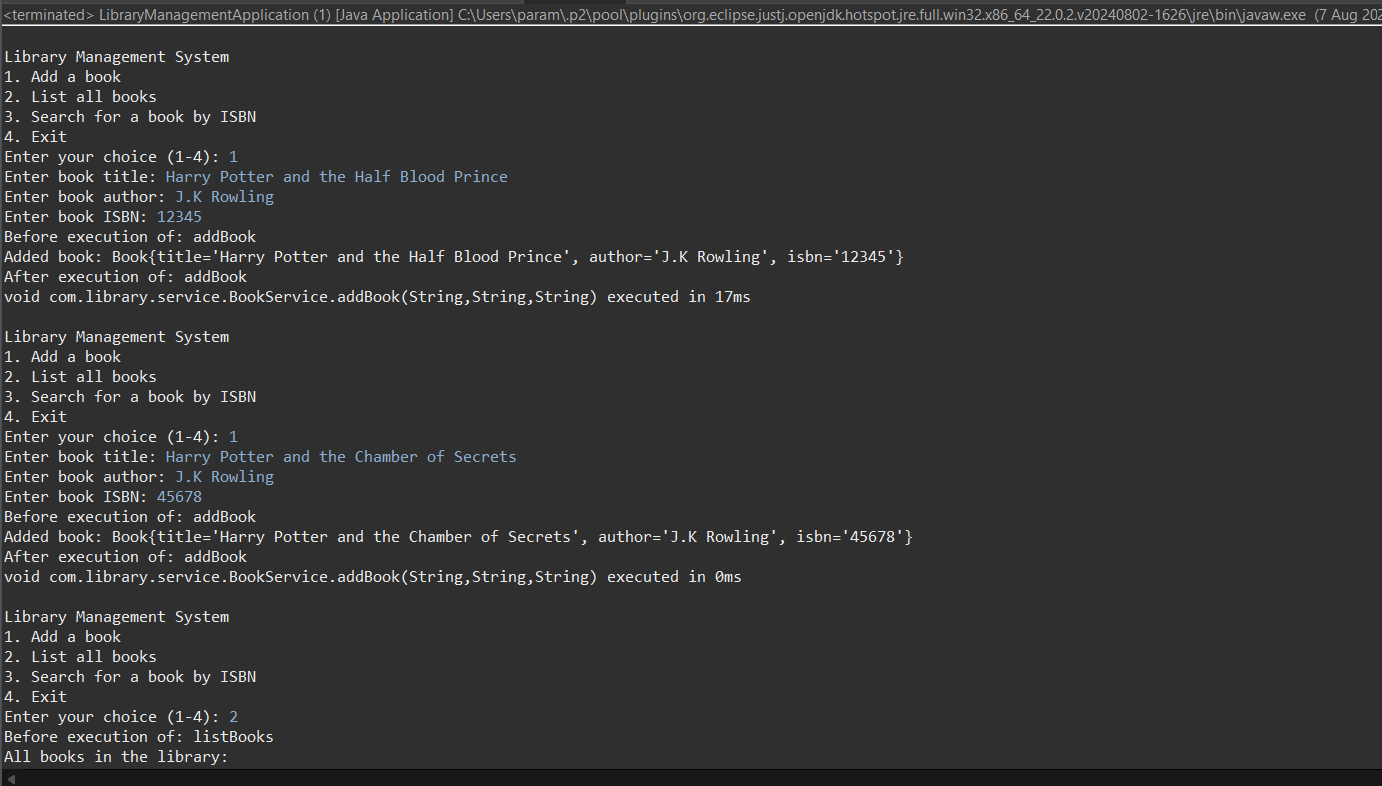 <terminated> LibraryManagementApplication (1) [Java Application] C:\Users\param\.p2\pool\plugins\org.eclipse.justj.openjdk.hotspot.jre.full.win32.x86_64_22.0.2.v20240802-1626\jre\bin\javaw.exe (7 Aug 202
Library Management System
1. Add a book
2. List all books
3. Search for a book by ISBN
4. Exit
Enter your choice (1-4): 1
Enter book title: Harry Potter and the Half Blood Prince
Enter book author: J.K Rowling
Enter book ISBN: 12345
Before execution of: addBook
Added book: Book{title='Harry Potter and the Half Blood Prince', author='J.K Rowling', isbn='12345'}
After execution of: addBook
void com.library.service.BookService.addBook(String,String,String) executed in 17ms
Library Management System
1. Add a book
2. List all books
3. Search for a book by ISBN
4. Exit
Enter your choice (1-4): 1
Enter book title: Harry Potter and the Chamber of Secrets
Enter book author: J.K Rowling
Enter book ISBN: 45678
Before execution of: addBook
Added book: Book{title='Harry Potter and the Chamber of Secrets', author='J.K Rowling', isbn='45678'}
After execution of: addBook
void com.library.service.BookService.addBook(String,String,String) executed in 0ms
Library Management System
1. Add a book
2. List all books
3. Search for a book by ISBN
4. Exit
Enter your choice (1-4): 2
Before execution of: listBooks
All books in the library: